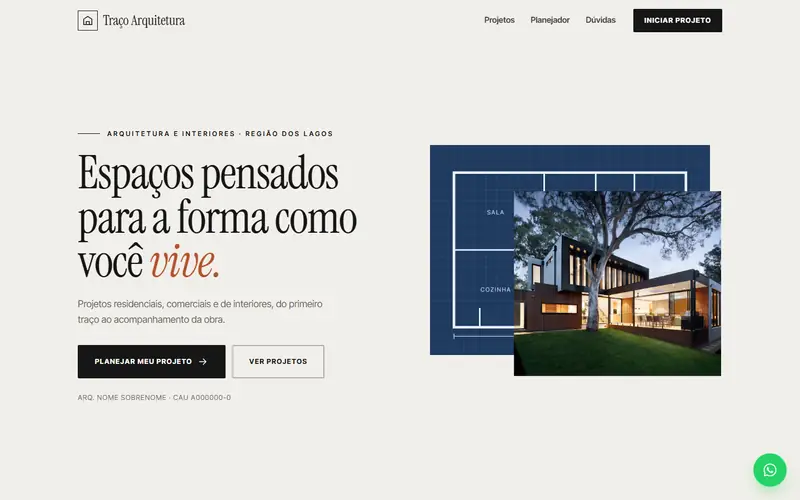 Traço Arquitetura
Projetos
Planejador
Dúvidas
INICIAR PROJETO
ARQUITETURA E INTERIORES · REGIÃO DOS LAGOS
Espaços pensados
para a forma como
você vive.
Projetos residenciais, comerciais e de interiores, do primeiro
traço ao acompanhamento da obra.
PLANEJAR MEU PROJETO →
VER PROJETOS
ARQ. NOME SOBRENOME · CAU A000000-0
SALA
COZINHA